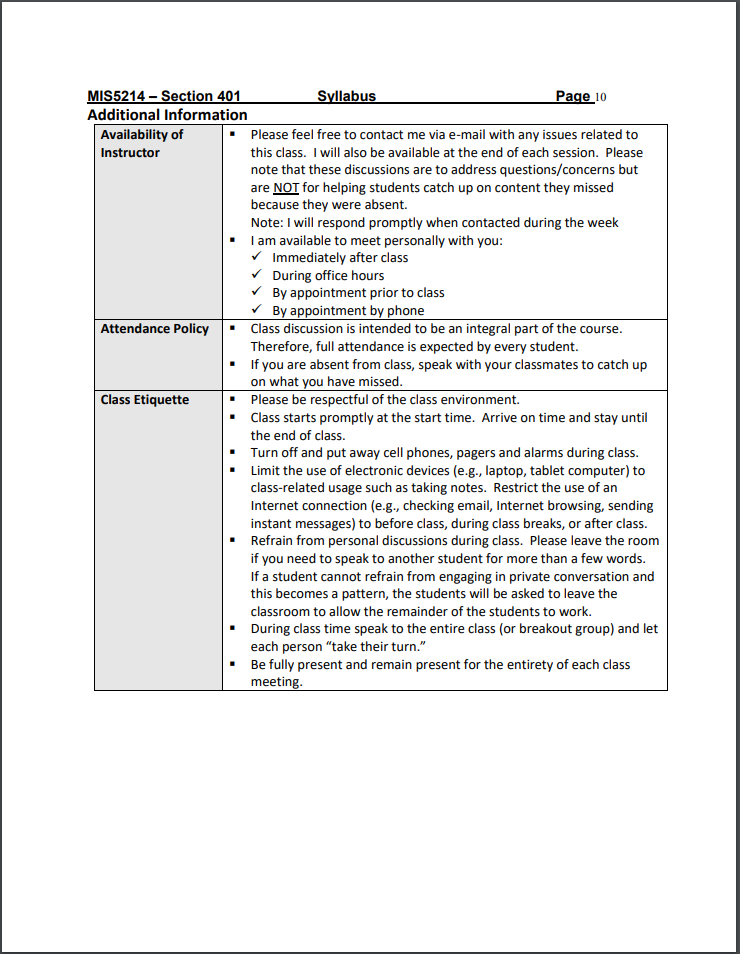 MIS5214 – Section 401 Syllabus Page 10
Additional Information
Availability of
Instructor
▪ Please feel free to contact me via e-mail with any issues related to
this class. I will also be available at the end of each session. Please
note that these discussions are to address questions/concerns but
are NOT for helping students catch up on content they missed
because they were absent.
Note: I will respond promptly when contacted during the week
▪ I am available to meet personally with you:
✓ Immediately after class
✓ During office hours
✓ By appointment prior to class
✓ By appointment by phone
Attendance Policy
▪ Class discussion is intended to be an integral part of the course.
Therefore, full attendance is expected by every student.
▪ If you are absent from class, speak with your classmates to catch up
on what you have missed.
Class Etiquette
▪ Please be respectful of the class environment.
▪ Class starts promptly at the start time. Arrive on time and stay until
the end of class.
▪ Turn off and put away cell phones, pagers and alarms during class.
▪ Limit the use of electronic devices (e.g., laptop, tablet computer) to
class-related usage such as taking notes. Restrict the use of an
Internet connection (e.g., checking email, Internet browsing, sending
instant messages) to before class, during class breaks, or after class.
▪ Refrain from personal discussions during class. Please leave the room
if you need to speak to another student for more than a few words.
If a student cannot refrain from engaging in private conversation and
this becomes a pattern, the students will be asked to leave the
classroom to allow the remainder of the students to work.
▪ During class time speak to the entire class (or breakout group) and let
each person “take their turn.”
▪ Be fully present and remain present for the entirety of each class
meeting.